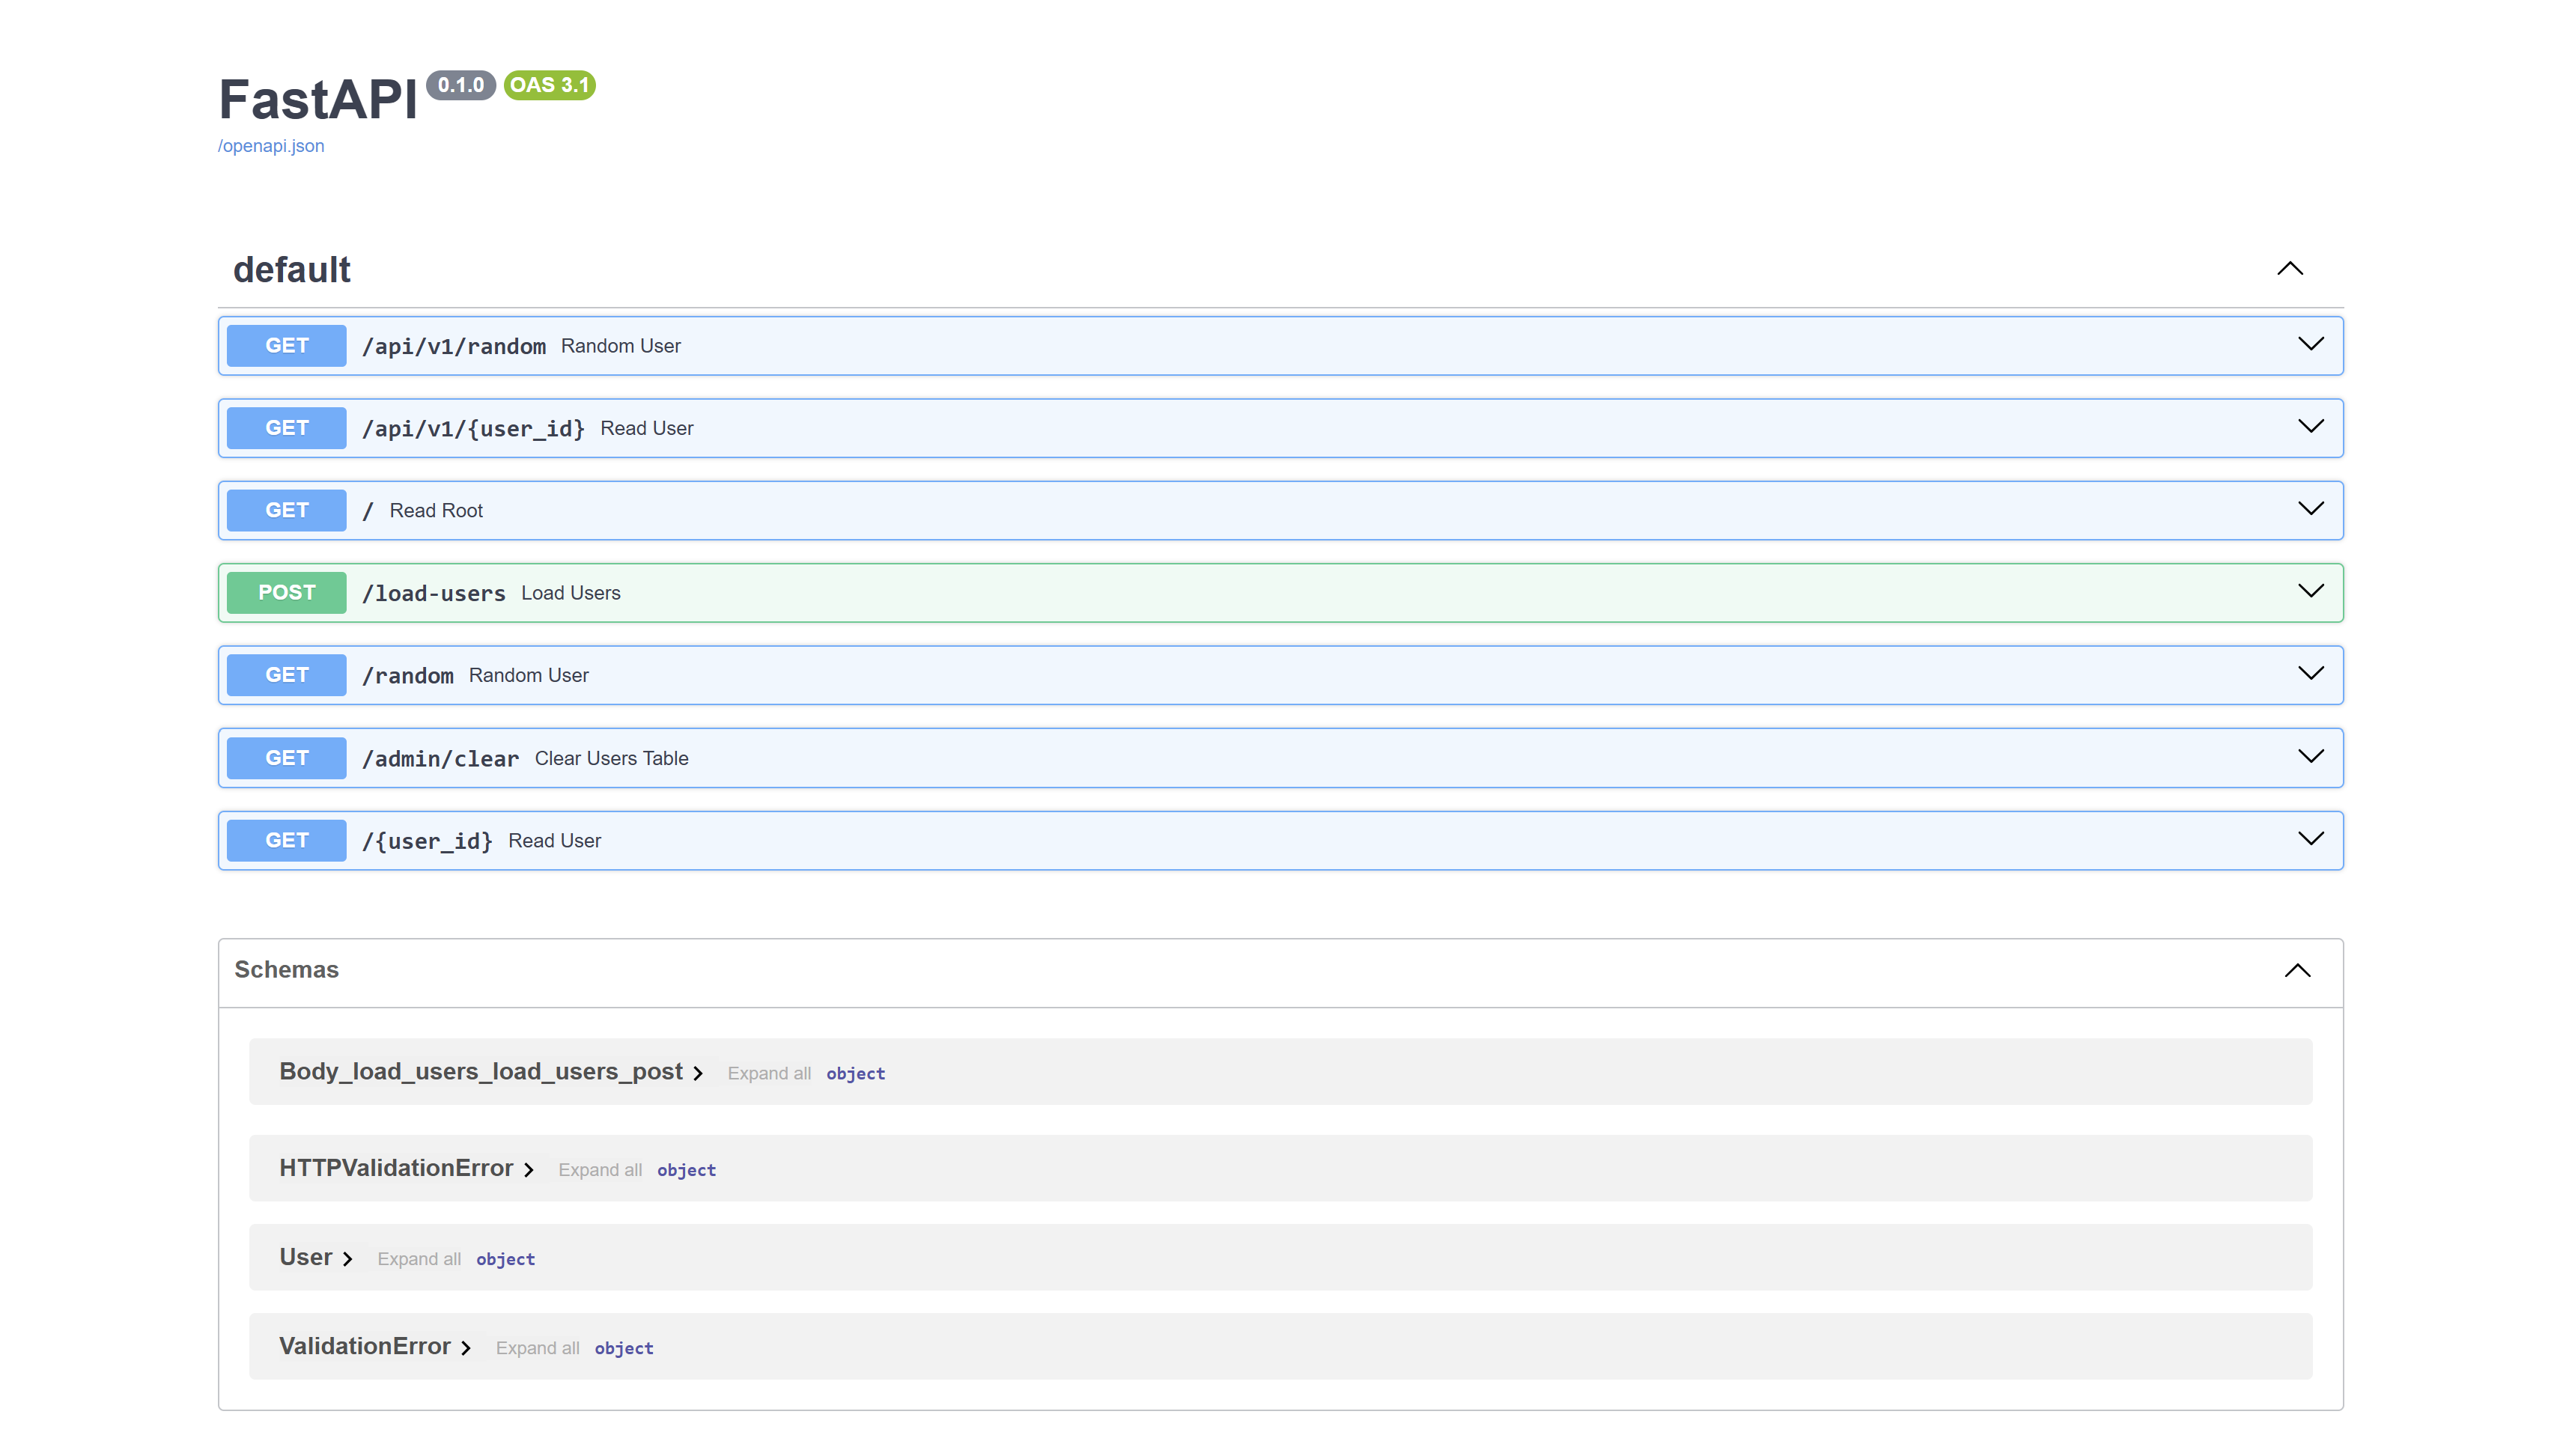 FastAPI 0.1.0 OAS 3.1
/openapi.json
default
GET /api/v1/random Random User
GET /api/v1/{user_id} Read User
GET / Read Root
POST /load-users Load Users
GET /random Random User
GET /admin/clear Clear Users Table
GET /{user_id} Read User
Schemas
Body_load_users_load_users_post Expand all object
HTTPValidationError Expand all object
User Expand all object
ValidationError Expand all object